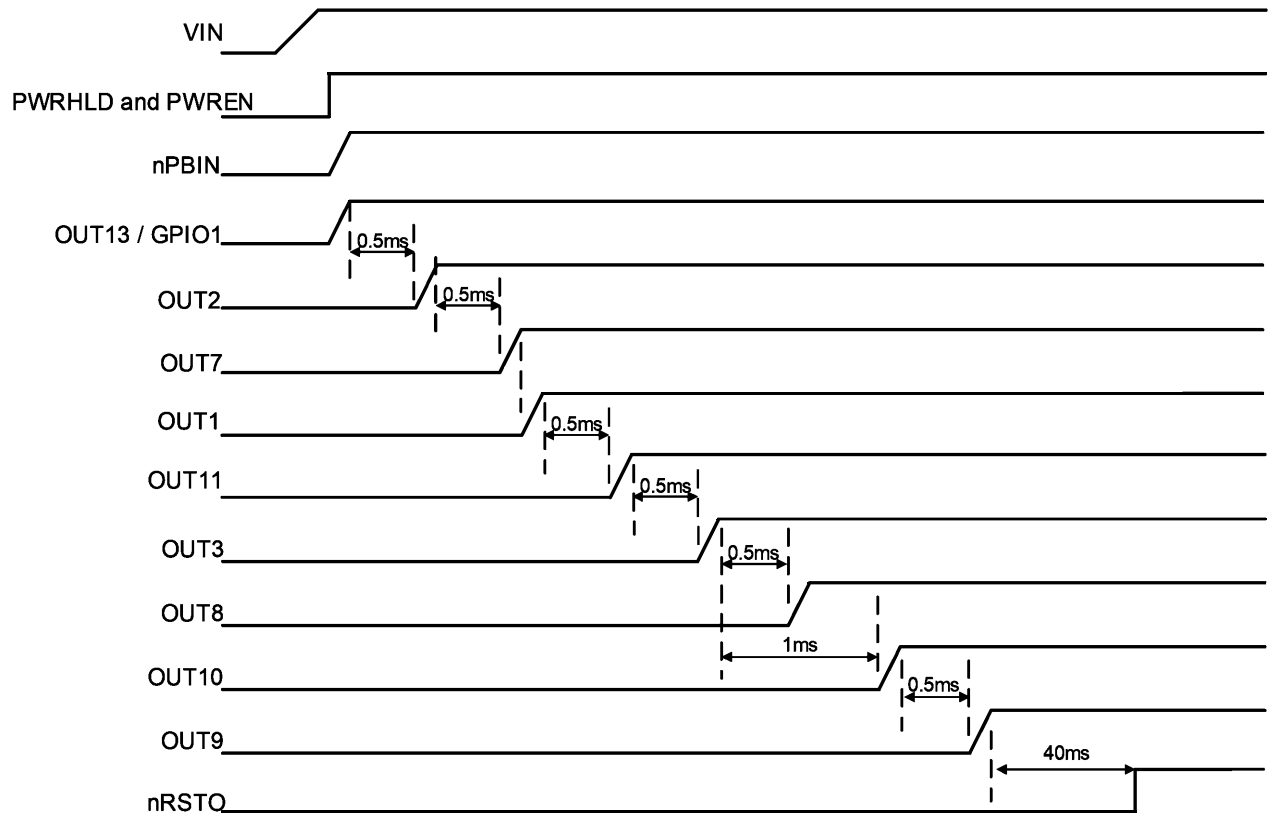 VIN
PWRHLD and PWREN
nPBIN
OUT13 / GPIO1
0.5ms
OUT2
0.5ms
OUT7
OUT1
0.5ms
OUT11
0.5ms
OUT3
0.5ms
OUT8
1ms
OUT10
0.5ms
OUT9
40ms
nRSTO